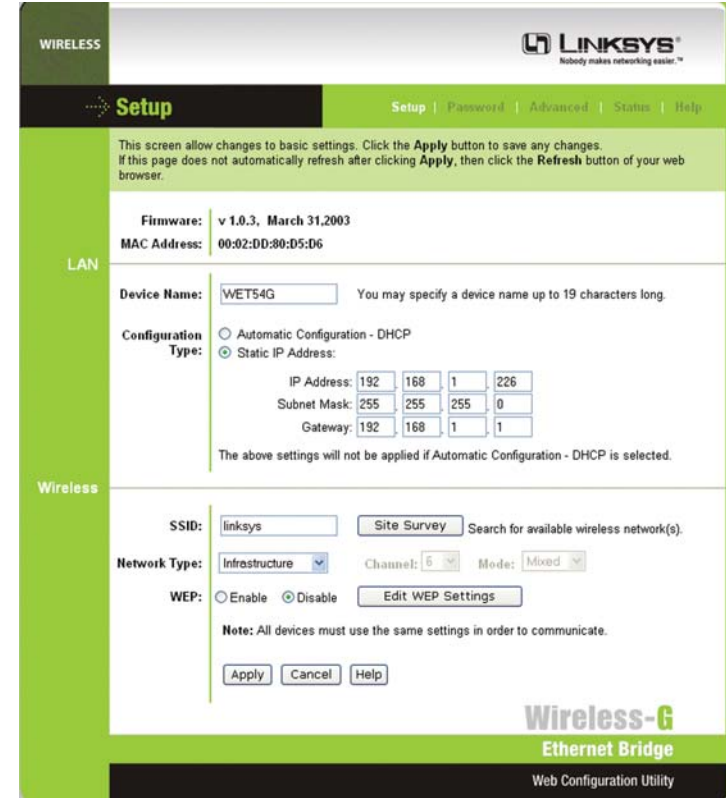 WIRELESS
LINKSYS®
Nobody makes networking easier.™
Setup
Setup | Password | Advanced | Status | Help
This screen allow changes to basic settings. Click the Apply button to save any changes.
If this page does not automatically refresh after clicking Apply, then click the Refresh button of your web
browser.
Firmware: v 1.0.3, March 31,2003
MAC Address: 00:02:DD:80:D5:D6
LAN
Device Name: WET54G You may specify a device name up to 19 characters long.
Configuration Automatic Configuration - DHCP
Type: Static IP Address:
IP Address: 192 . 168 . 1 . 226
Subnet Mask: 255 . 255 . 255 . 0
Gateway: 192 . 168 . 1 . 1
The above settings will not be applied if Automatic Configuration - DHCP is selected.
Wireless
SSID: linksys Site Survey Search for available wireless network(s).
Network Type: Infrastructure Channel: 6 Mode: Mixed
WEP: Enable Disable Edit WEP Settings
Note: All devices must use the same settings in order to communicate.
Apply Cancel Help
Wireless-G
Ethernet Bridge
Web Configuration Utility